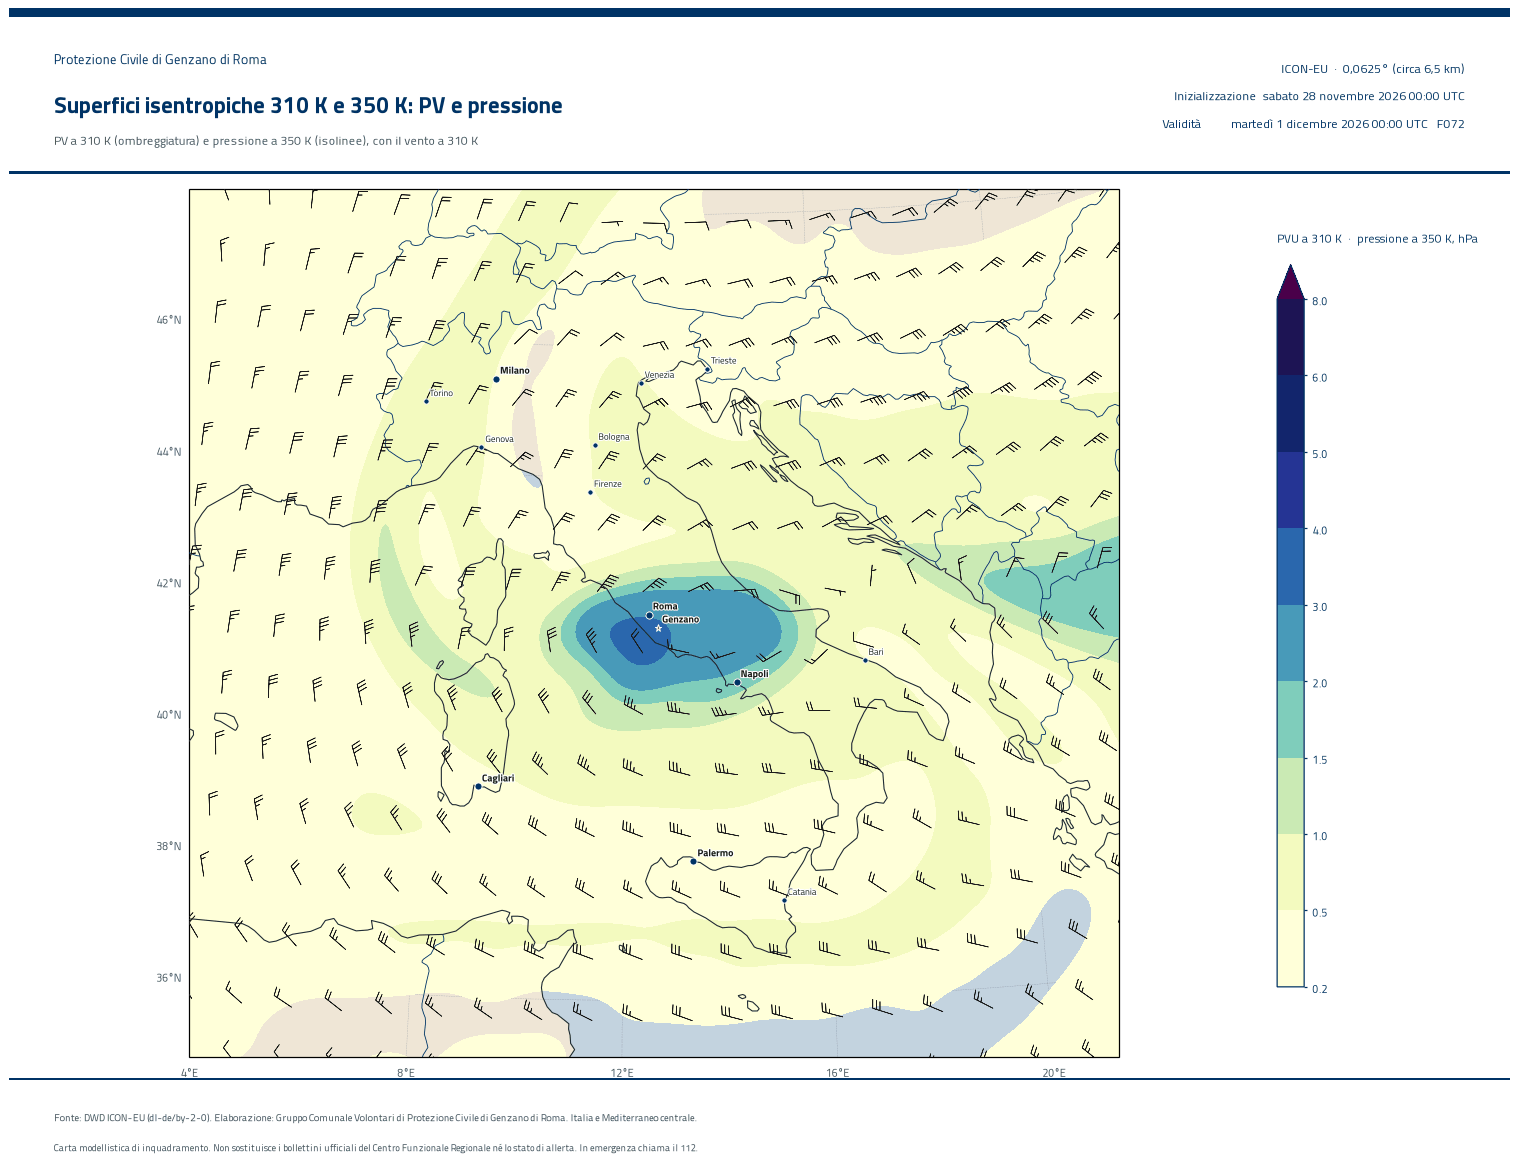 Protezione Civile di Genzano di Roma
Superfici isentropiche 310 K e 350 K: PV e pressione
PV a 310 K (ombreggiatura) e pressione a 350 K (isolinee), con il vento a 310 K
ICON-EU · 0,0625° (circa 6,5 km)
Inizializzazione sabato 28 novembre 2026 00:00 UTC
Validità martedì 1 dicembre 2026 00:00 UTC F072
PVU a 310 K · pressione a 350 K, hPa
8.0
6.0
5.0
4.0
3.0
2.0
1.5
1.0
0.5
0.2
46°N
44°N
42°N
40°N
38°N
36°N
4°E
8°E
12°E
16°E
20°E
Trieste
Venezia
Milano
Torino
Genova
Bologna
Firenze
Roma
Genzano
Bari
Napoli
Cagliari
Palermo
Catania
Fonte: DWD ICON-EU (dl-de/by-2-0). Elaborazione: Gruppo Comunale Volontari di Protezione Civile di Genzano di Roma. Italia e Mediterraneo centrale.
Carta modellistica di inquadramento. Non sostituisce i bollettini ufficiali del Centro Funzionale Regionale né lo stato di allerta. In emergenza chiama il 112.